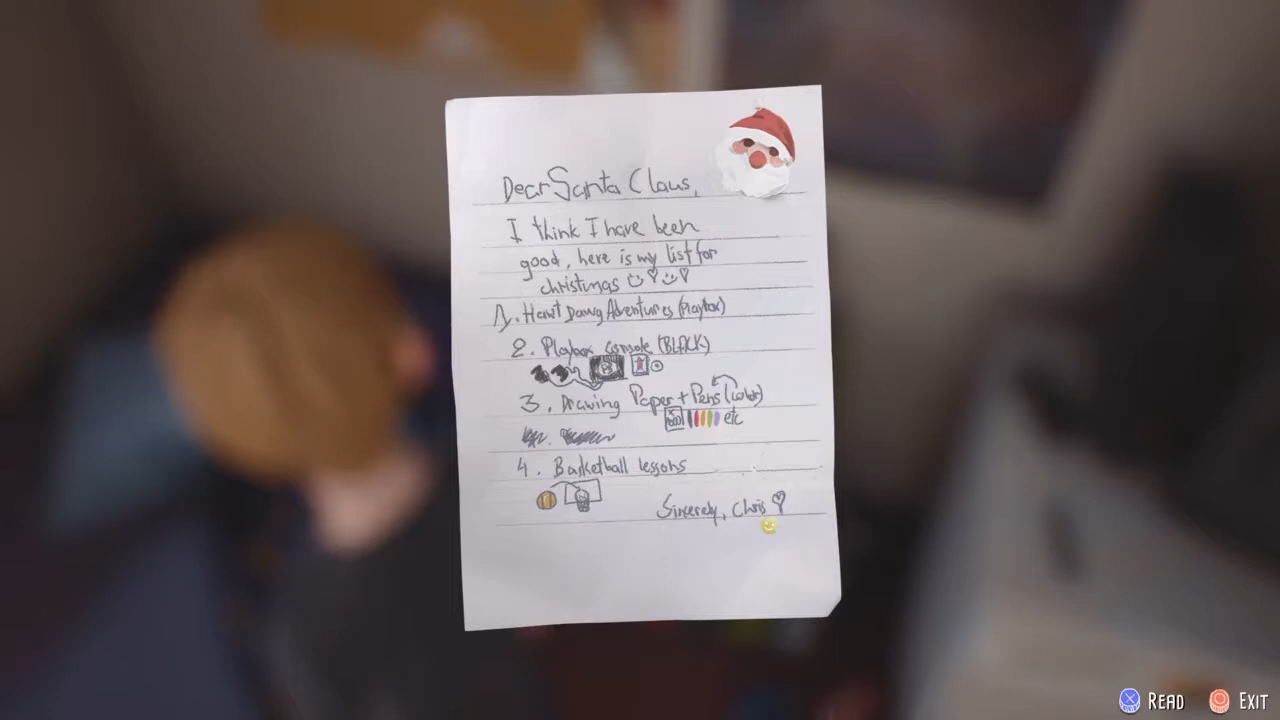 Dear Santa Claus,
I think I have been
good, here is my list for
christmas
1. Hawt Dawg Adventures (Playbox)
2. Playbox console (BLACK)
3. Drawing Paper + Pens (color)
etc
4. Basketball lessons
Sincerely, Chris
READ EXIT